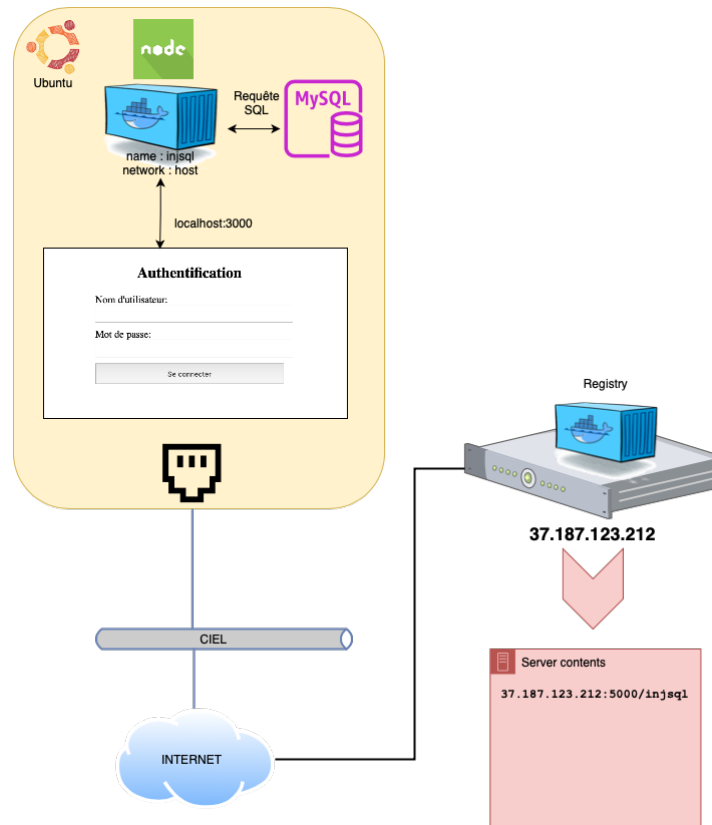 node
Ubuntu
Requête
SQL
MySQL
name : injsql
network : host
localhost:3000
Authentification
Nom d'utilisateur:
Mot de passe:
Se connecter
Registry
37.187.123.212
CIEL
Server contents
37.187.123.212:5000/injsql
INTERNET